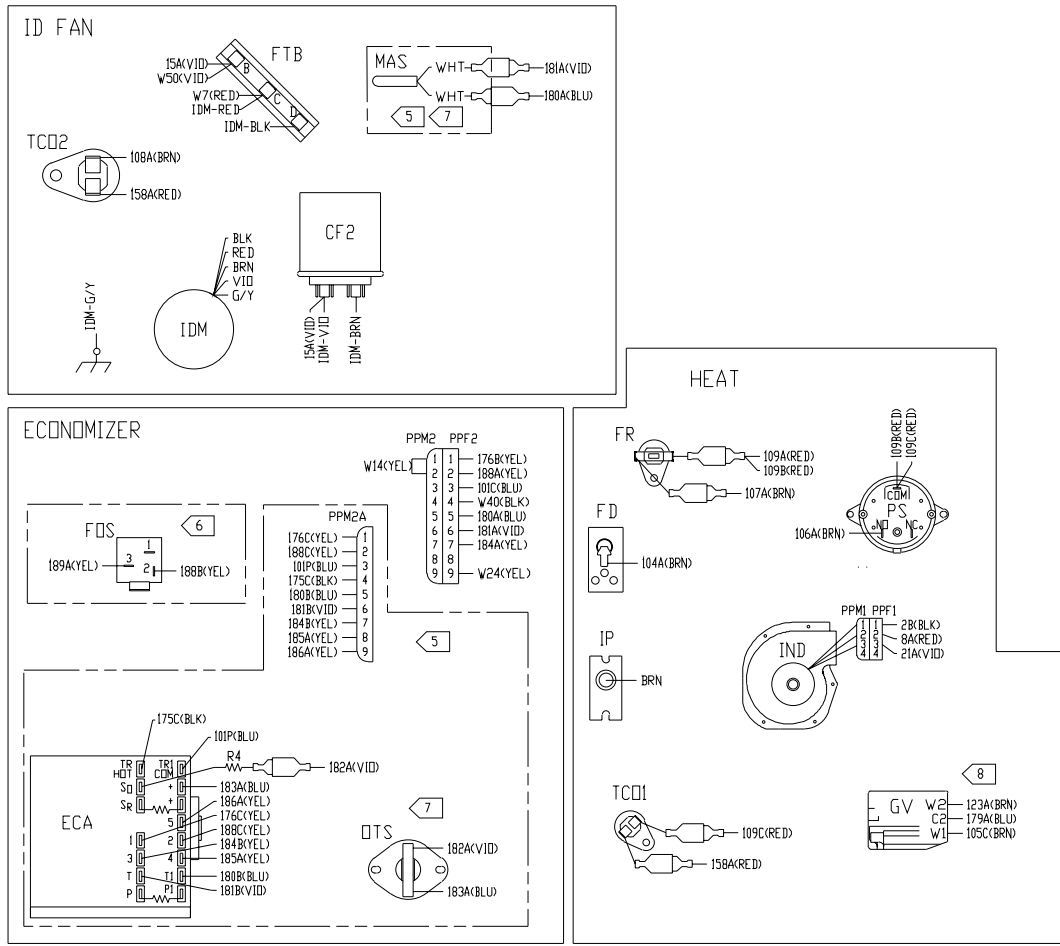 ID FAN
FTB
15A(VIO)
W50(VIO)
B
W7(RED)
IDM-RED
C
D
IDM-BLK
MAS
WHT
181A(VIO)
WHT
180A(BLU)
5
7
TCO2
108A(BRN)
158A(RED)
CF2
BLK
RED
BRN
VIO
G/Y
IDM
IDM-G/Y
15A(VIO)
IDM-VIO
IDM-BRN
ECONOMIZER
PPM2 PPF2
W14(YEL)
1 1 176B(YEL)
2 2 188A(YEL)
3 3 101C(BLU)
4 4 W40(BLK)
5 5 180A(BLU)
6 6 181A(VIO)
7 7 184A(YEL)
8 8
9 9 W24(YEL)
FOS
6
1
3
2
189A(YEL)
188B(YEL)
PPM2A
176C(YEL) 1
188C(YEL) 2
101P(BLU) 3
175C(BLK) 4
180B(BLU) 5
181B(VIO) 6
184B(YEL) 7
185A(YEL) 8
186A(YEL) 9
5
175C(BLK)
101P(BLU)
TR HOT
TR1 COM
R4
182A(VIO)
SO +
183A(BLU)
SR +
186A(YEL)
5
176C(YEL)
1 2
188C(YEL)
184B(YEL)
3 4
185A(YEL)
T T1
180B(BLU)
181B(VIO)
P P1
ECA
7
OTS
182A(VIO)
183A(BLU)
HEAT
FR
109A(RED)
109B(RED)
107A(BRN)
109B(RED)
109C(RED)
COM
PS
NO NC
106A(BRN)
FD
104A(BRN)
IP
BRN
PPM1 PPF1
1 1 2B(BLK)
2 2 8A(RED)
3 3 21A(VIO)
4 4
IND
TCO1
109C(RED)
158A(RED)
8
GV
W2 123A(BRN)
C2 179A(BLU)
W1 105C(BRN)